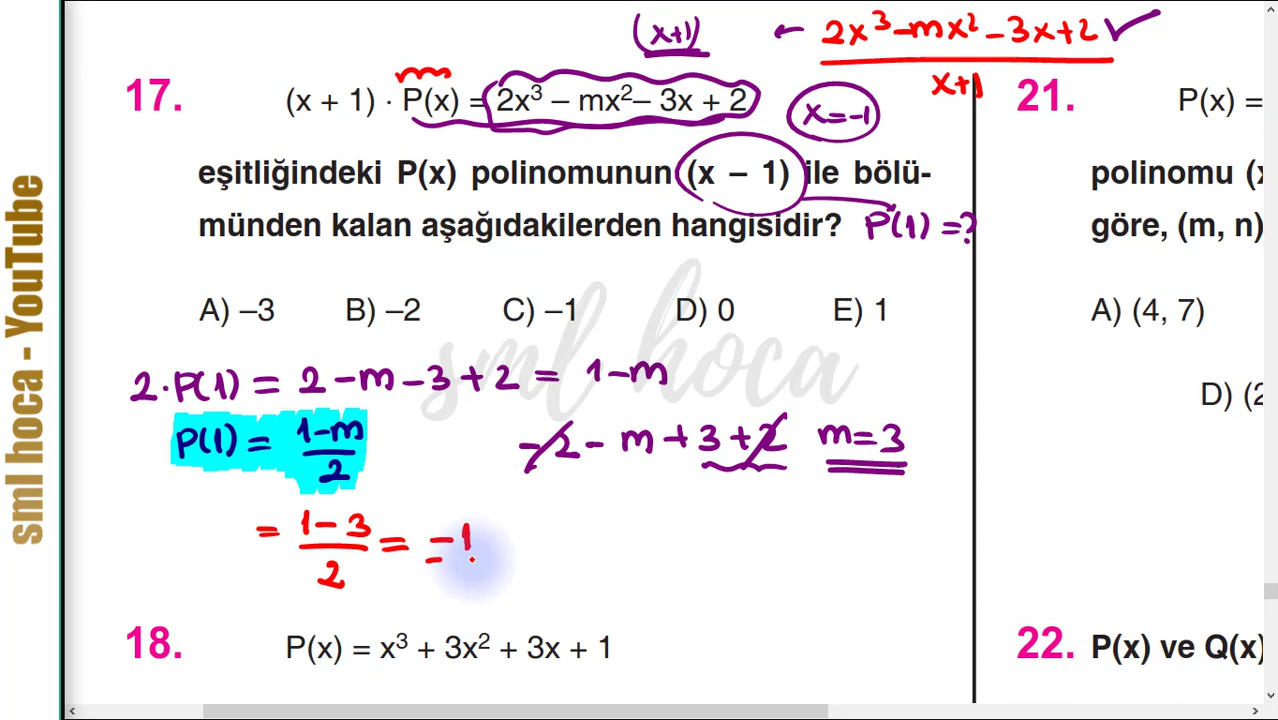 (x+1) ← 2x³-mx²-3x+2 ✓
x+1
17. (x + 1) · P(x) = 2x³ – mx²– 3x + 2
x=-1
eşitliğindeki P(x) polinomunun (x – 1) ile bölü-
münden kalan aşağıdakilerden hangisidir? P(1) =?
A) –3 B) –2 C) –1 D) 0 E) 1
2·P(1) = 2-m-3+2 = 1-m
P(1) = 1-m
2
-2-m+3+2 m=3
= 1-3 = -1
2
18. P(x) = x³ + 3x² + 3x + 1
21. P(x) =
polinomu (x
göre, (m, n)
A) (4, 7)
D) (2
22. P(x) ve Q(x)
sml hoca - YouTube
sml hoca